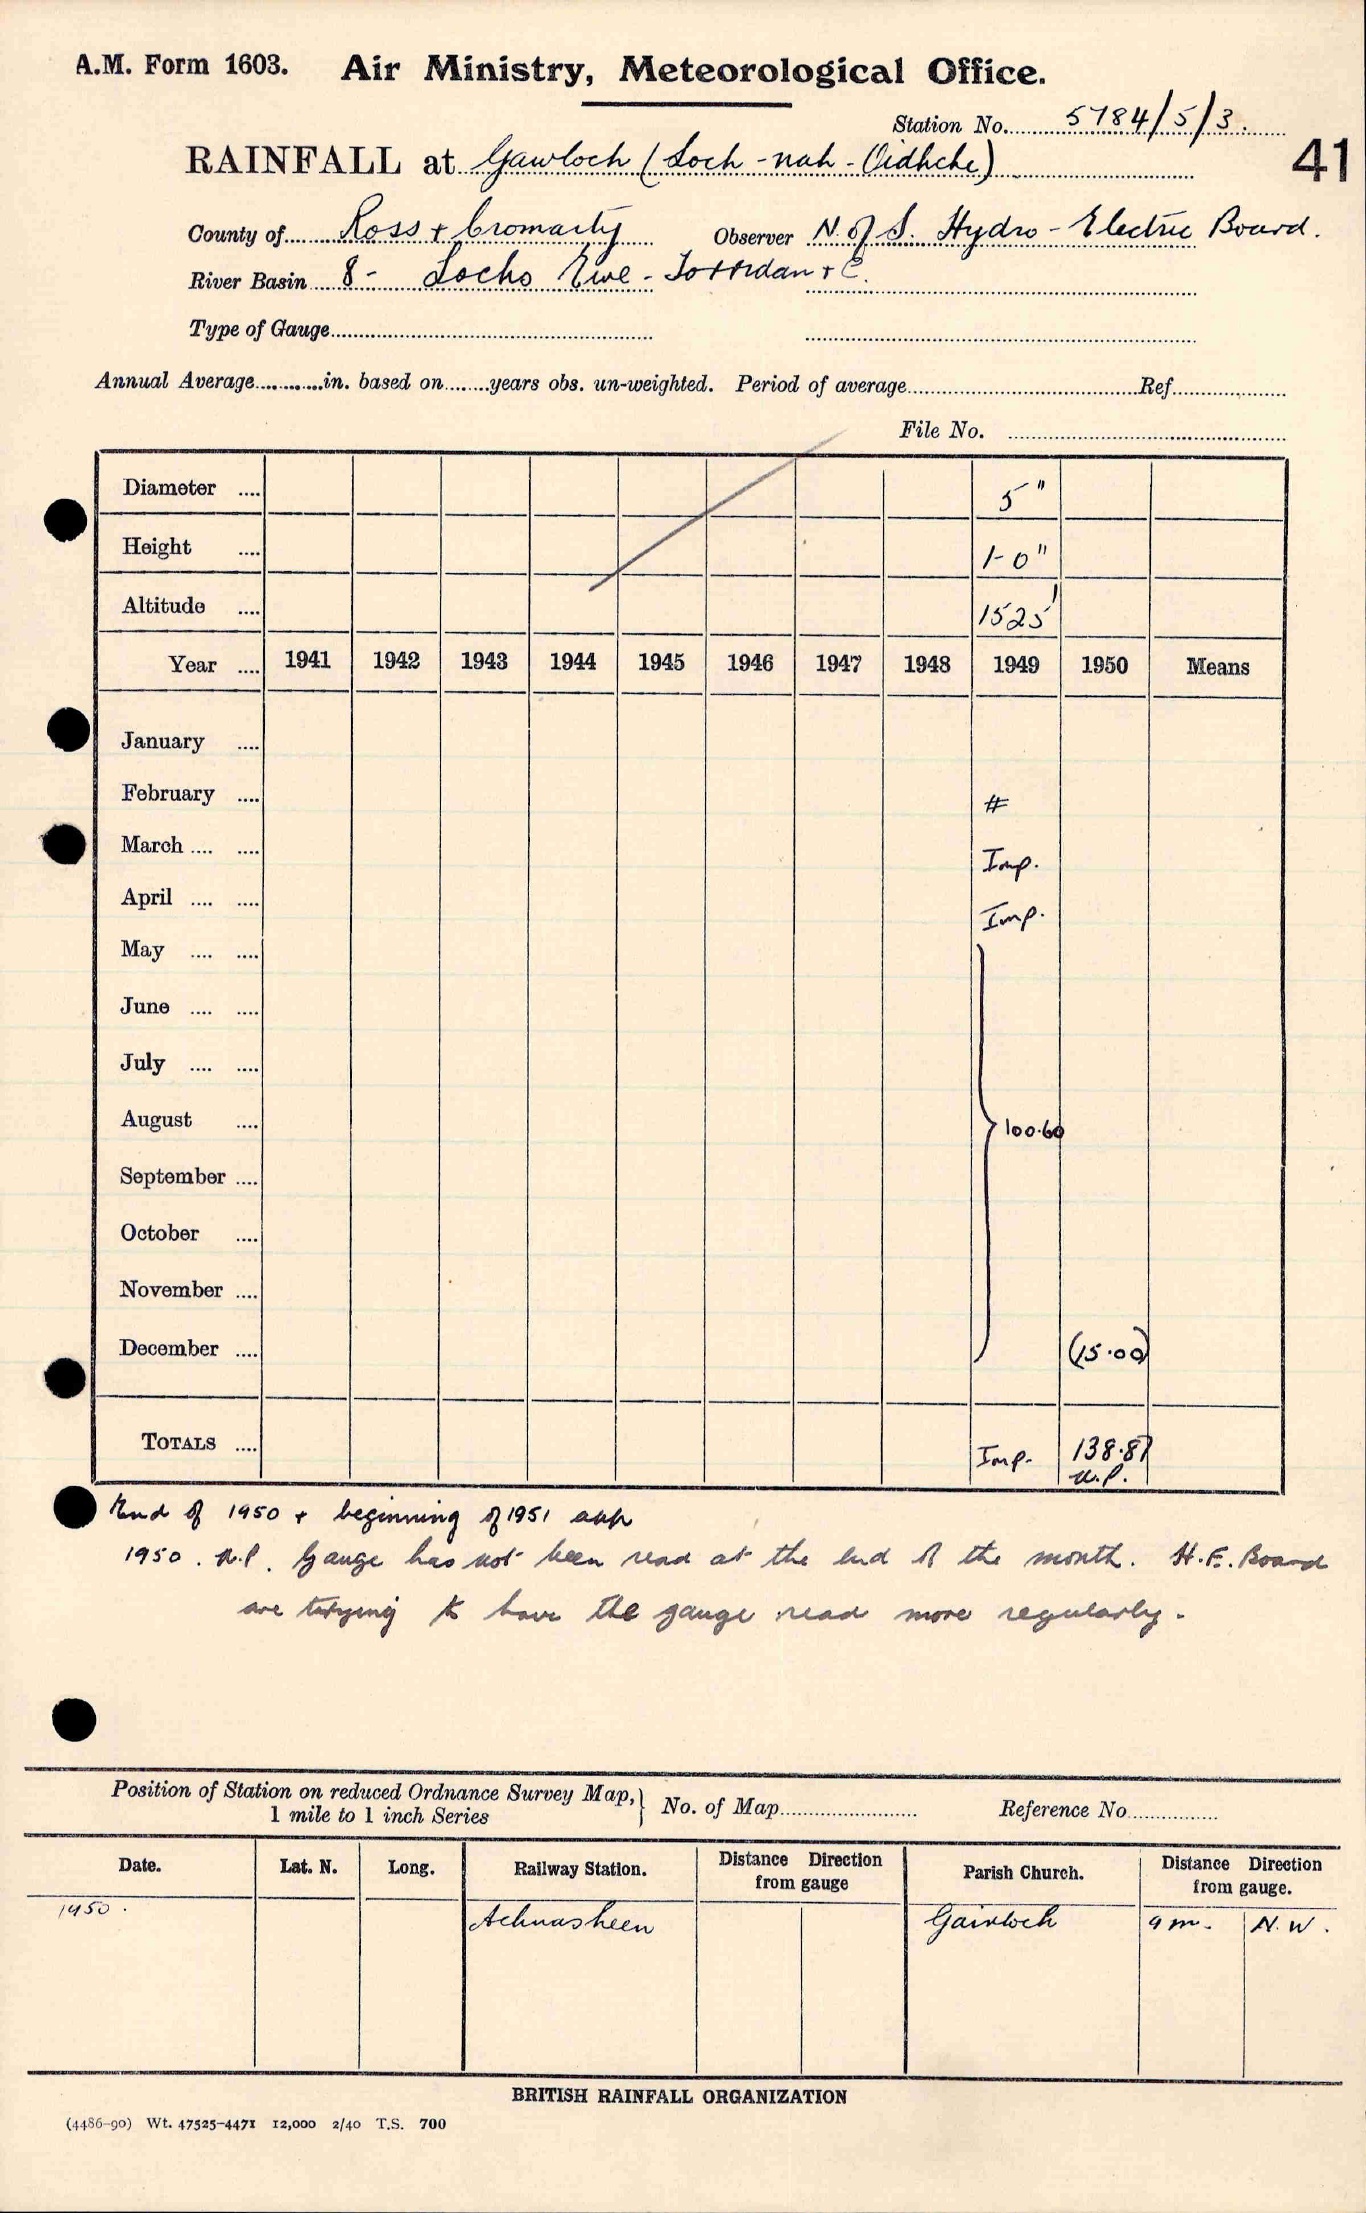 A.M. Form 1603. Air Ministry, Meteorological Office.
Station No. 5784/5/3.
RAINFALL at Gairloch (Loch-nah-Oidhche)
41
County of Ross & Cromarty Observer N. of S. Hydro-Electric Board.
River Basin 8- Lochs Ewe - Torridan & C.
Type of Gauge
Annual Average in. based on years obs. un-weighted. Period of average Ref.
File No.
Diameter .... 5"
Height .... 1-0"
Altitude .... 1525'
Year .... 1941 1942 1943 1944 1945 1946 1947 1948 1949 1950 Means
January ....
February .... #
March .... .... Imp.
April .... .... Imp.
May .... ....
June .... ....
July .... ....
August .... } 100.60
September ....
October ....
November ....
December .... (15.00)
TOTALS .... Imp. 138.87
n.p.
End of 1950 & beginning of 1951
1950. n.p. Gauge has not been read at the end of the month. H.E. Board
are trying to have the gauge read more regularly.
Position of Station on reduced Ordnance Survey Map,
1 mile to 1 inch Series } No. of Map Reference No.
Date. Lat. N. Long. Railway Station. Distance Direction from gauge Parish Church. Distance Direction from gauge.
1950. Achnasheen Gairloch 9m. N.W.
BRITISH RAINFALL ORGANIZATION
(4486-90) Wt. 47525-4471 12,000 2/40 T.S. 700